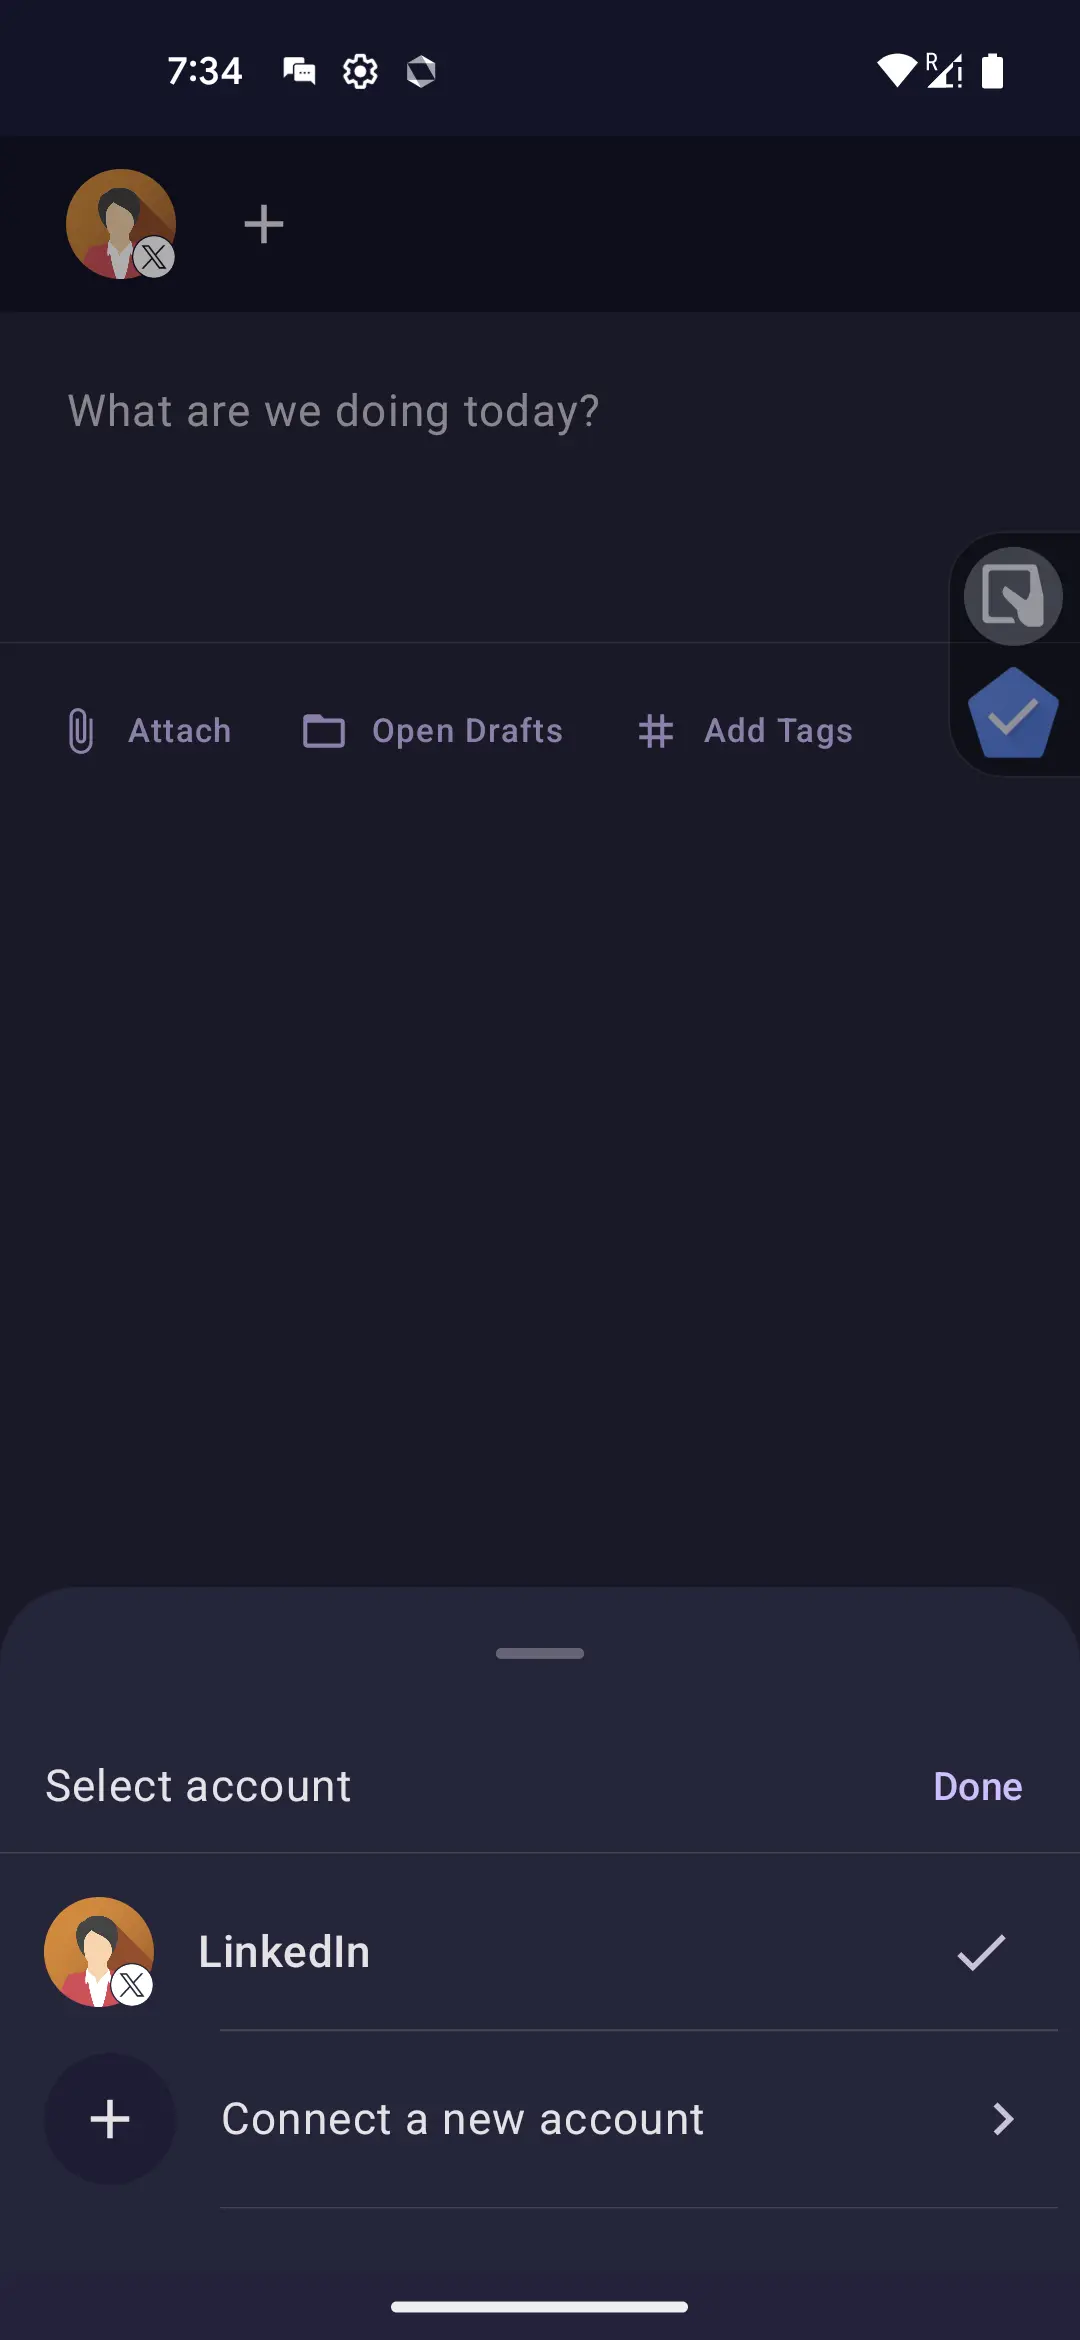 7:34
R
What are we doing today?
Attach
Open Drafts
Add Tags
Select account
Done
LinkedIn
Connect a new account